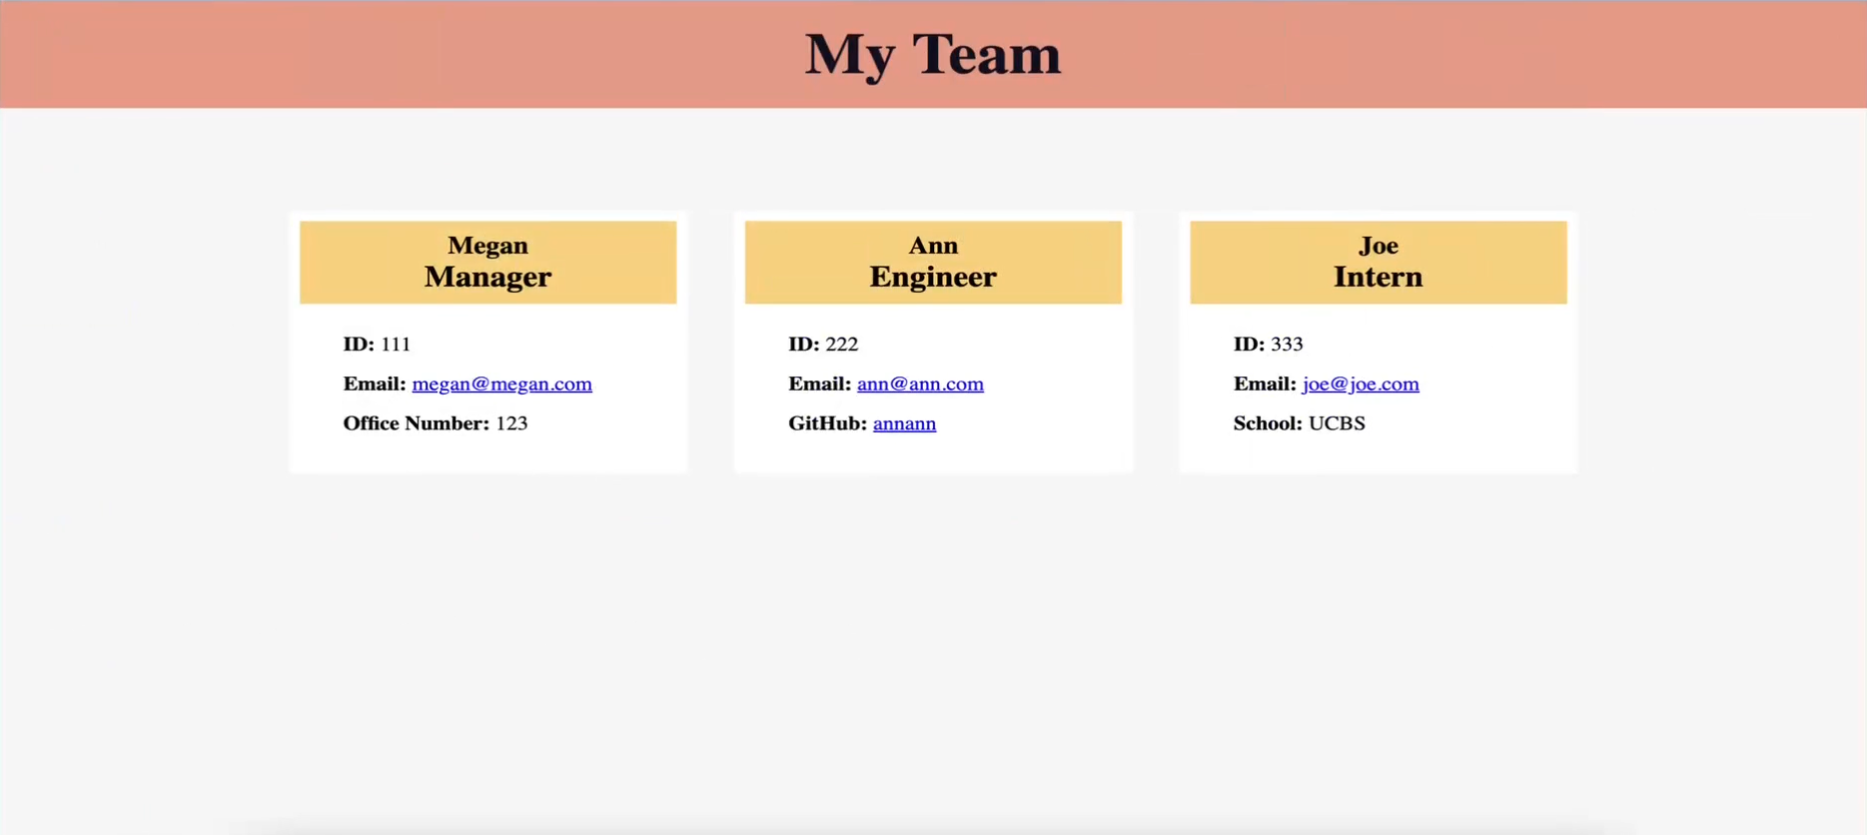 My Team
Megan
Manager
ID: 111
Email: megan@megan.com
Office Number: 123
Ann
Engineer
ID: 222
Email: ann@ann.com
GitHub: annann
Joe
Intern
ID: 333
Email: joe@joe.com
School: UCBS